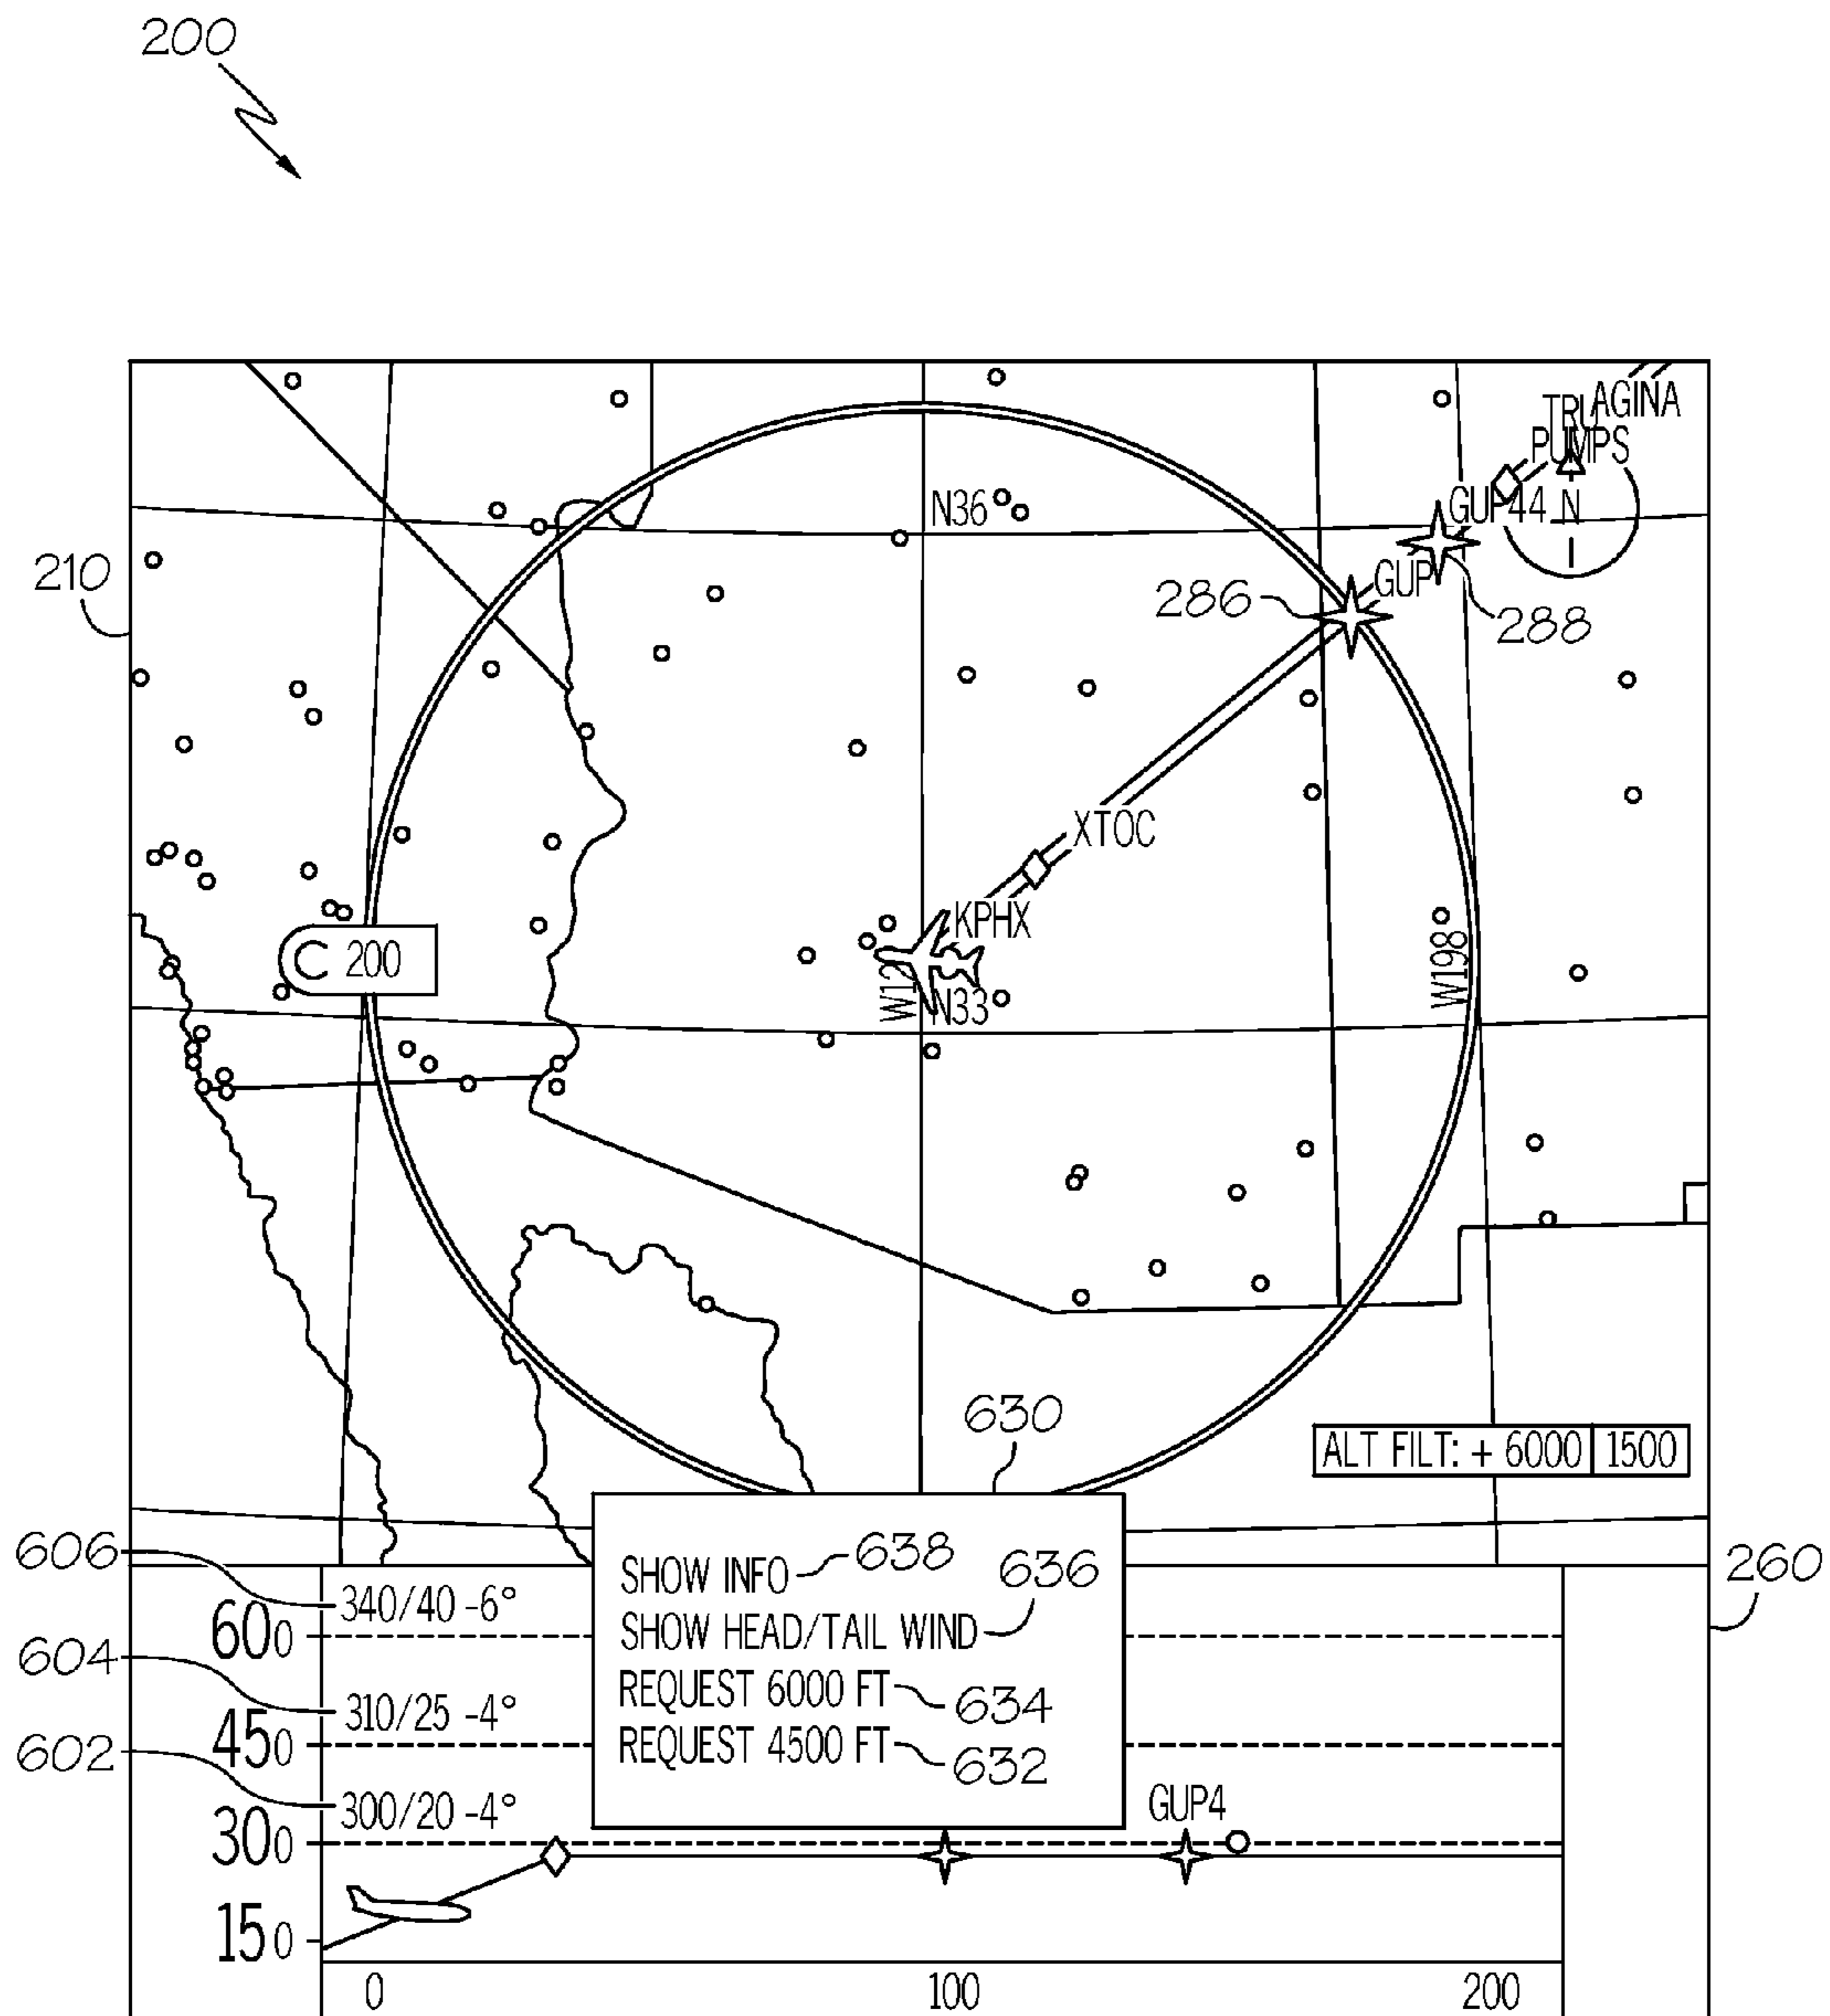 200
AGINA
TRU
PUMPS
N36
GUP44 N
210
GUP
286
288
XTOC
KPHX
C 200
W12
N33
W198
630
ALT FILT: + 6000 1500
606
SHOW INFO 638
636
260
340/40 -6°
600
SHOW HEAD/TAIL WIND
604
REQUEST 6000 FT 634
310/25 -4°
450
REQUEST 4500 FT 632
602
300/20 -4°
GUP4
300
150
0 100 200